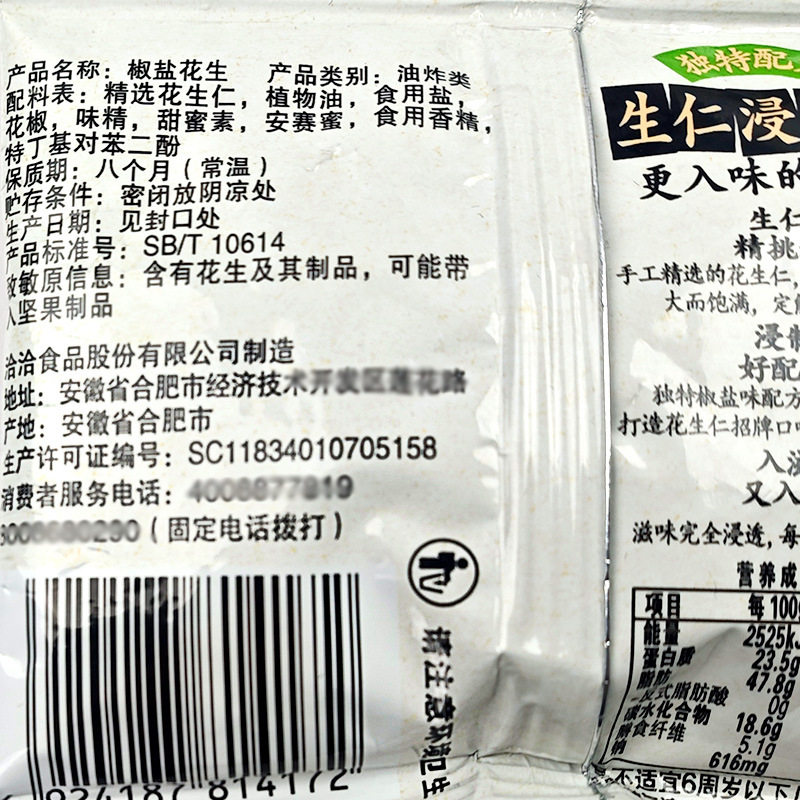 产品名称：椒盐花生 产品类别：油炸类
配料表：精选花生仁，植物油，食用盐，
花椒，味精，甜蜜素，安赛蜜，食用香精，
特丁基对苯二酚
保质期：八个月（常温）
贮存条件：密闭放阴凉处
生产日期：见封口处
产品标准号：SB/T 10614
致敏原信息：含有花生及其制品，可能带
入坚果制品
洽洽食品股份有限公司制造
地址：安徽省合肥市经济技术开发区莲花路
产地：安徽省合肥市
生产许可证编号：SC11834010705158
消费者服务电话：
（固定电话拨打）
请注意环境卫生
6924187 814172
独特配
生仁浸
更入味的
生仁
精挑
手工精选的花生仁，
大而饱满，定
浸
好配
独特椒盐味配方
打造花生仁招牌口
入
又入
滋味完全浸透，每
营养成
项目 每100
能量 2525k
蛋白质 23.5g
脂肪 47.8g
反式脂肪酸 0g
碳水化合物 18.6g
膳食纤维 5.1g
钠 616mg
不适宜6周岁以下